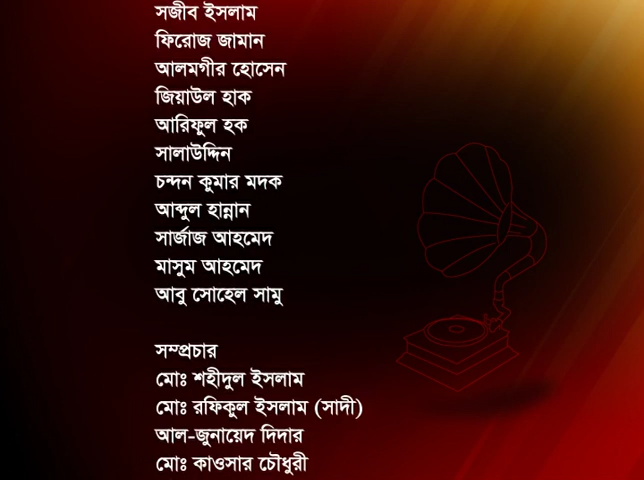 সজীব ইসলাম
ফিরোজ জামান
আলমগীর হোসেন
জিয়াউল হাক
আরিফুল হক
সালাউদ্দিন
চন্দন কুমার মদক
আব্দুল হান্নান
সার্জাজ আহমেদ
মাসুম আহমেদ
আবু সোহেল সামু
সম্প্রচার
মোঃ শহীদুল ইসলাম
মোঃ রফিকুল ইসলাম (সাদী)
আল-জুনায়েদ দিদার
মোঃ কাওসার চৌধুরী